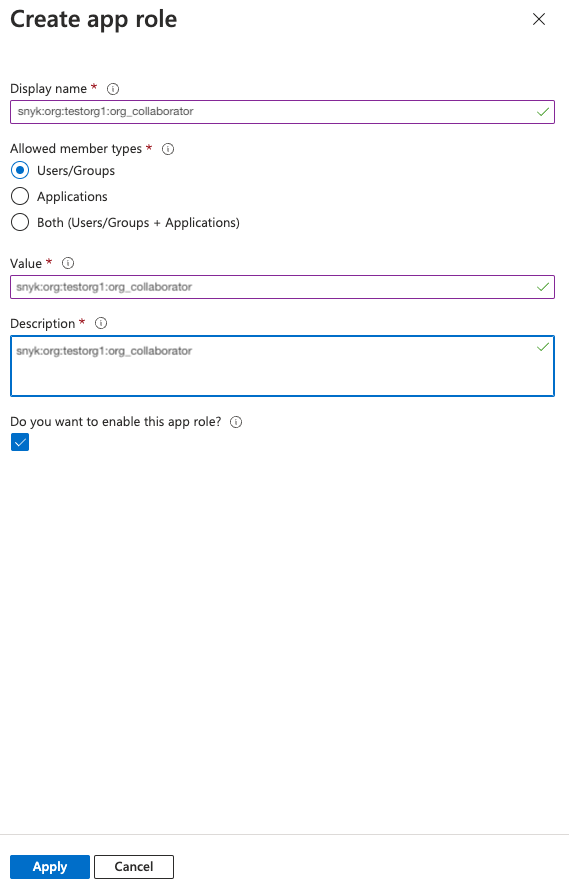 Create app role
Display name *
snyk:org:testorg1:org_collaborator
Allowed member types *
Users/Groups
Applications
Both (Users/Groups + Applications)
Value *
snyk:org:testorg1:org_collaborator
Description *
snyk:org:testorg1:org_collaborator
Do you want to enable this app role?
Apply Cancel